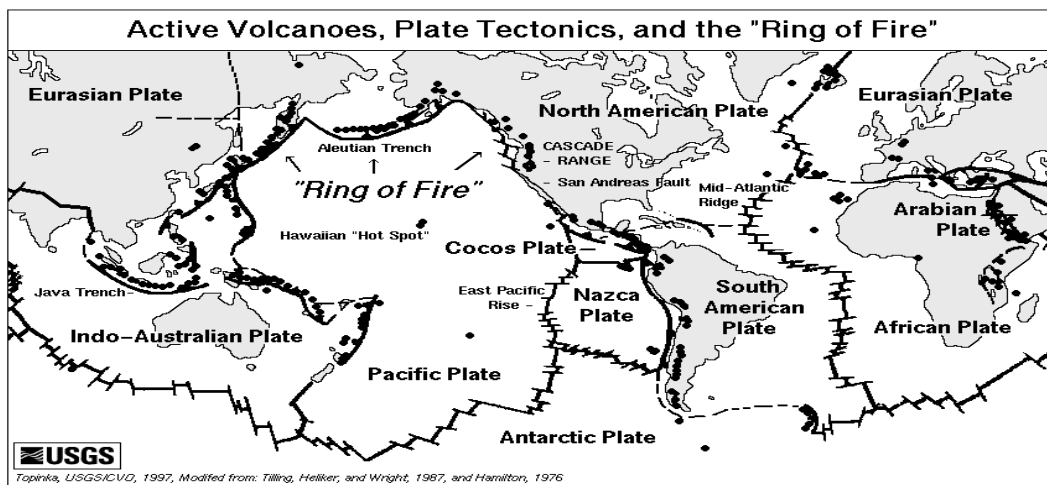 Active Volcanoes, Plate Tectonics, and the "Ring of Fire"
Eurasian Plate
North American Plate
Eurasian Plate
Aleutian Trench
CASCADE
- RANGE
"Ring of Fire"
- San Andreas Fault
Mid-Atlantic
Ridge
Arabian
Plate
Hawaiian "Hot Spot"
Cocos Plate
Java Trench-
East Pacific
Rise -
Nazca
Plate
South
American
Plate
Indo-Australian Plate
African Plate
Pacific Plate
Antarctic Plate
USGS
Topinka, USGS/CVO, 1997, Modifed from: Tilling, Heliker, and Wright, 1987, and Hamilton, 1976